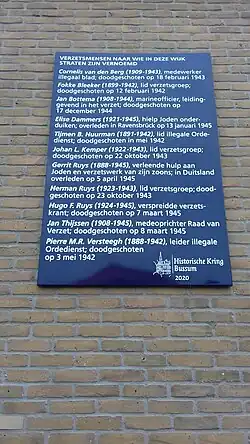 VERZETSMENSEN NAAR WIE IN DEZE WIJK
STRATEN ZIJN VERNOEMD
Cornelis van den Berg (1909-1943), medewerker
illegaal blad; doodgeschoten op 18 februari 1943
Fokke Bleeker (1899-1942), lid verzetsgroep;
doodgeschoten op 12 februari 1942
Jan Bottema (1908-1944), marineofficier, leiding-
gevend in het verzet; doodgeschoten op
17 december 1944
Elise Dammers (1921-1945), hielp Joden onder-
duiken; overleden in Ravensbrück op 13 januari 1945
Tijmen B. Huurman (1891-1942), lid illegale Orde-
dienst; doodgeschoten in mei 1942
Johan L. Kemper (1922-1943), lid verzetsgroep;
doodgeschoten op 22 oktober 1943
Gerrit Ruys (1888-1945), verleende hulp aan
Joden en verzetswerk van zijn zoons; in Duitsland
overleden op 5 april 1945
Herman Ruys (1923-1943), lid verzetsgroep; dood-
geschoten op 23 oktober 1943
Hugo F. Ruys (1924-1945), verspreidde verzets-
krant; doodgeschoten op 7 maart 1945
Jan Thijssen (1908-1945), medeoprichter Raad van
Verzet; doodgeschoten op 8 maart 1945
Pierre M.R. Versteegh (1888-1942), leider illegale
Ordedienst; doodgeschoten
op 3 mei 1942
Historische Kring
Bussum
2020